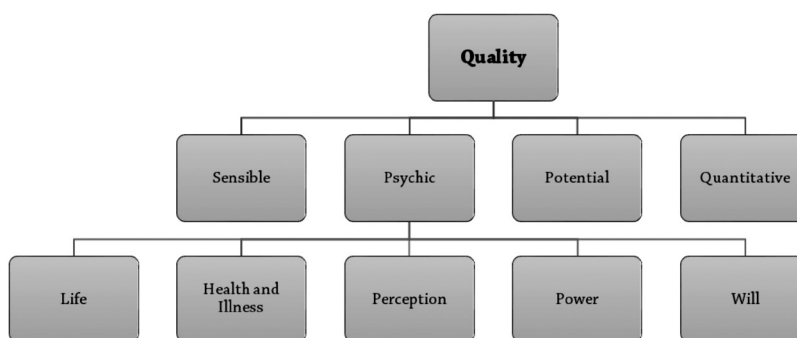 Quality
Sensible
Psychic
Potential
Quantitative
Life
Health and
Illness
Perception
Power
Will